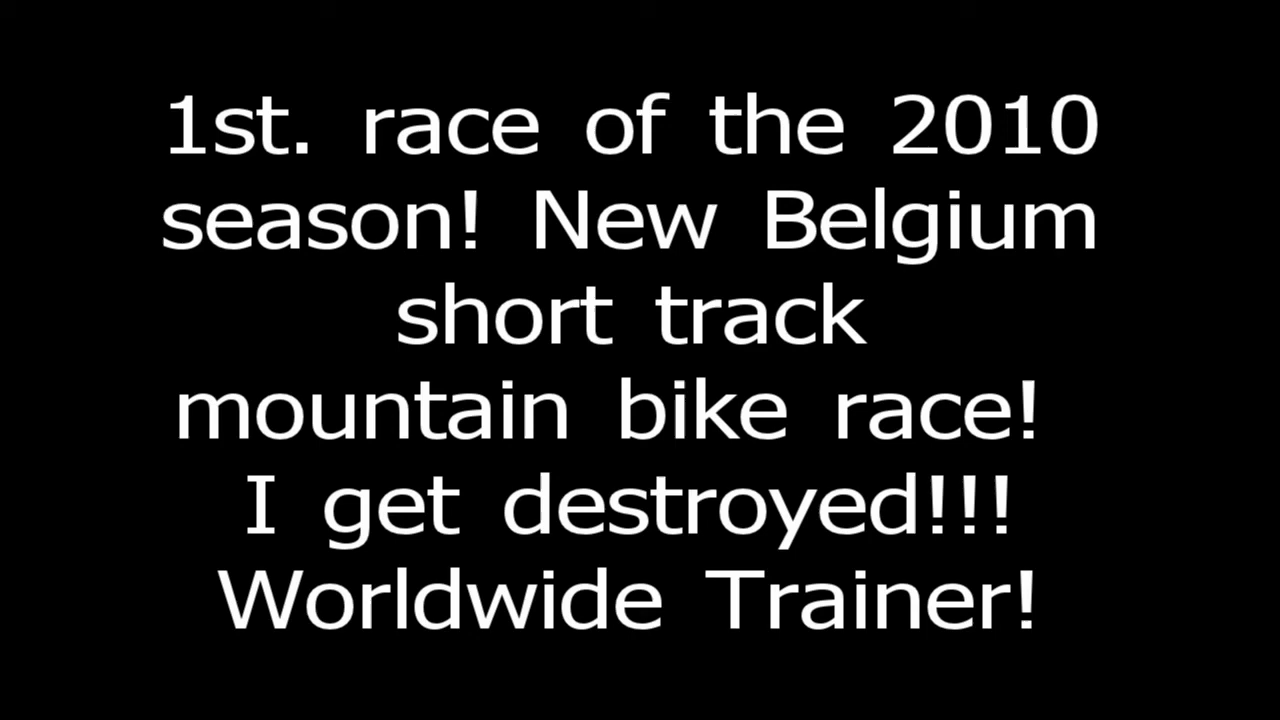 1st. race of the 2010
season! New Belgium
short track
mountain bike race!
I get destroyed!!!
Worldwide Trainer!